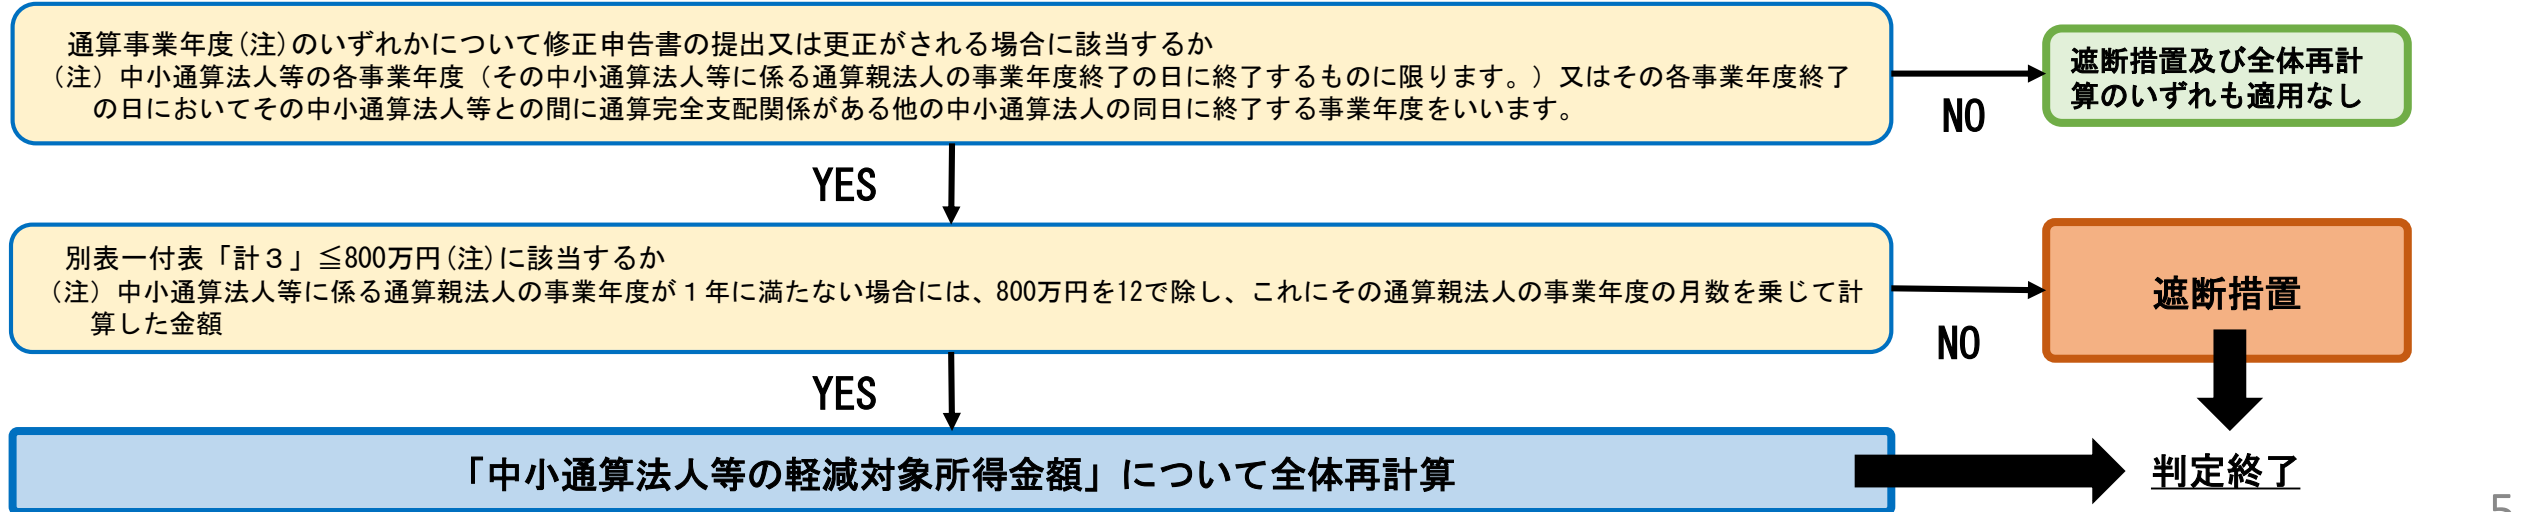 通算事業年度(注)のいずれかについて修正申告書の提出又は更正がされる場合に該当するか
(注) 中小通算法人等の各事業年度（その中小通算法人等に係る通算親法人の事業年度終了の日に終了するものに限ります。）又はその各事業年度終了
の日においてその中小通算法人等との間に通算完全支配関係がある他の中小通算法人の同日に終了する事業年度をいいます。
NO
遮断措置及び全体再計
算のいずれも適用なし
YES
別表一付表「計３」≦800万円(注)に該当するか
(注) 中小通算法人等に係る通算親法人の事業年度が１年に満たない場合には、800万円を12で除し、これにその通算親法人の事業年度の月数を乗じて計
算した金額
NO
遮断措置
YES
「中小通算法人等の軽減対象所得金額」について全体再計算
判定終了
5